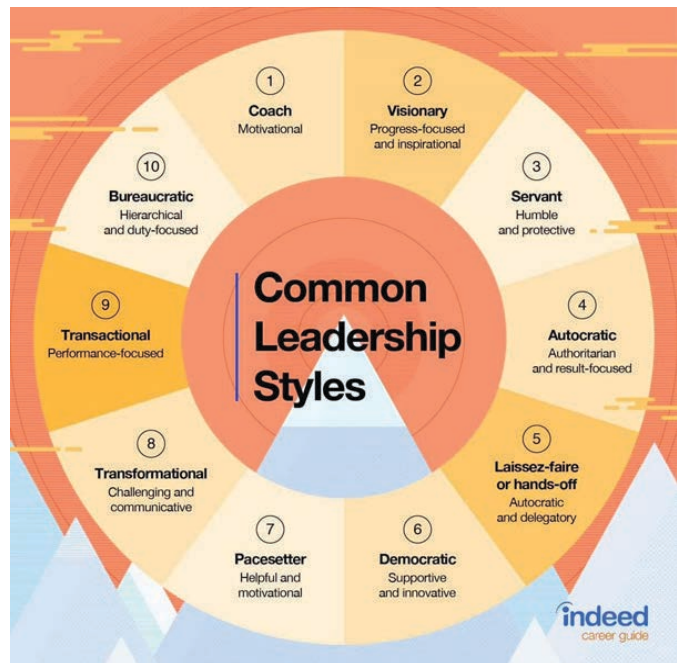 Common
Leadership
Styles
1
Coach
Motivational
2
Visionary
Progress-focused
and inspirational
3
Servant
Humble
and protective
4
Autocratic
Authoritarian
and result-focused
5
Laissez-faire
or hands-off
Autocratic
and delegatory
6
Democratic
Supportive
and innovative
7
Pacesetter
Helpful and
motivational
8
Transformational
Challenging and
communicative
9
Transactional
Performance-focused
10
Bureaucratic
Hierarchical
and duty-focused
indeed
career guide